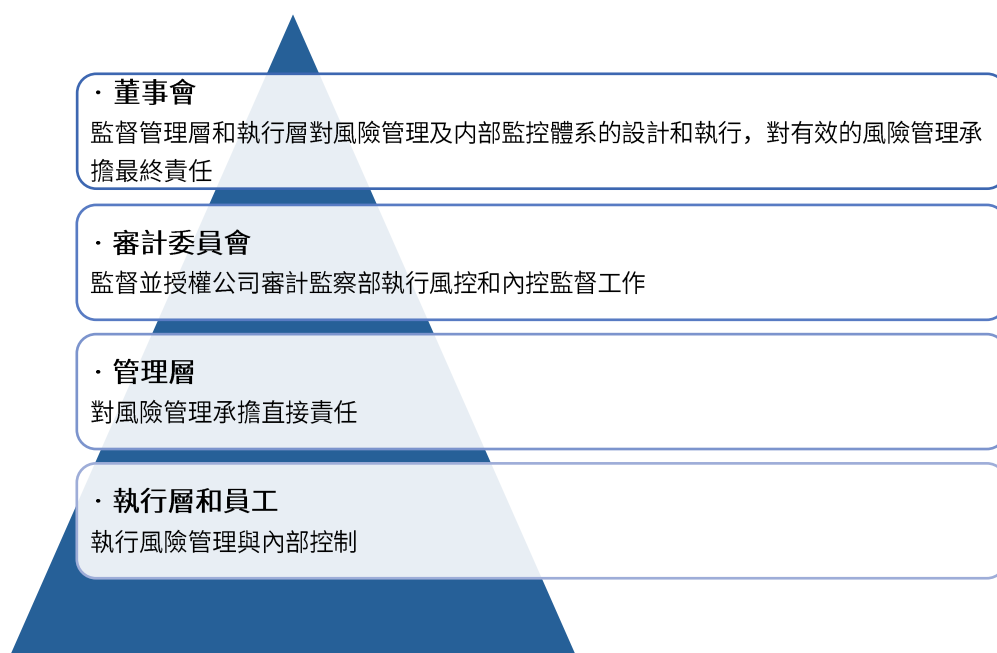 · 董事會
監督管理層和執行層對風險管理及内部監控體系的設計和執行，對有效的風險管理承
擔最終責任
· 審計委員會
監督並授權公司審計監察部執行風控和內控監督工作
· 管理層
對風險管理承擔直接責任
· 執行層和員工
執行風險管理與內部控制